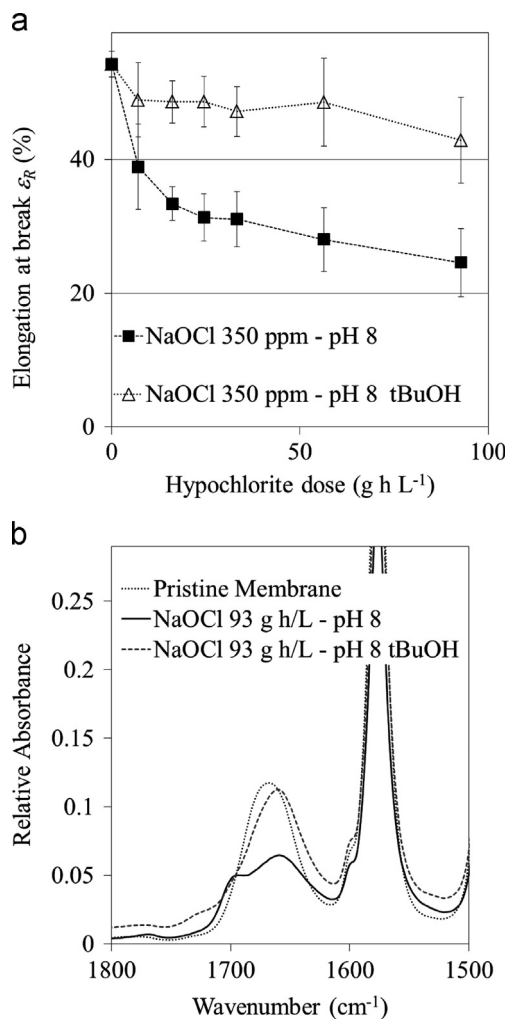 a
Elongation at break εR (%)
40
20
0
NaOCl 350 ppm - pH 8
NaOCl 350 ppm - pH 8 tBuOH
0 50 100
Hypochlorite dose (g h L-1)
b
Relative Absorbance
0.25
0.2
0.15
0.1
0.05
0
Pristine Membrane
NaOCl 93 g h/L - pH 8
NaOCl 93 g h/L - pH 8 tBuOH
1800 1700 1600 1500
Wavenumber (cm-1)